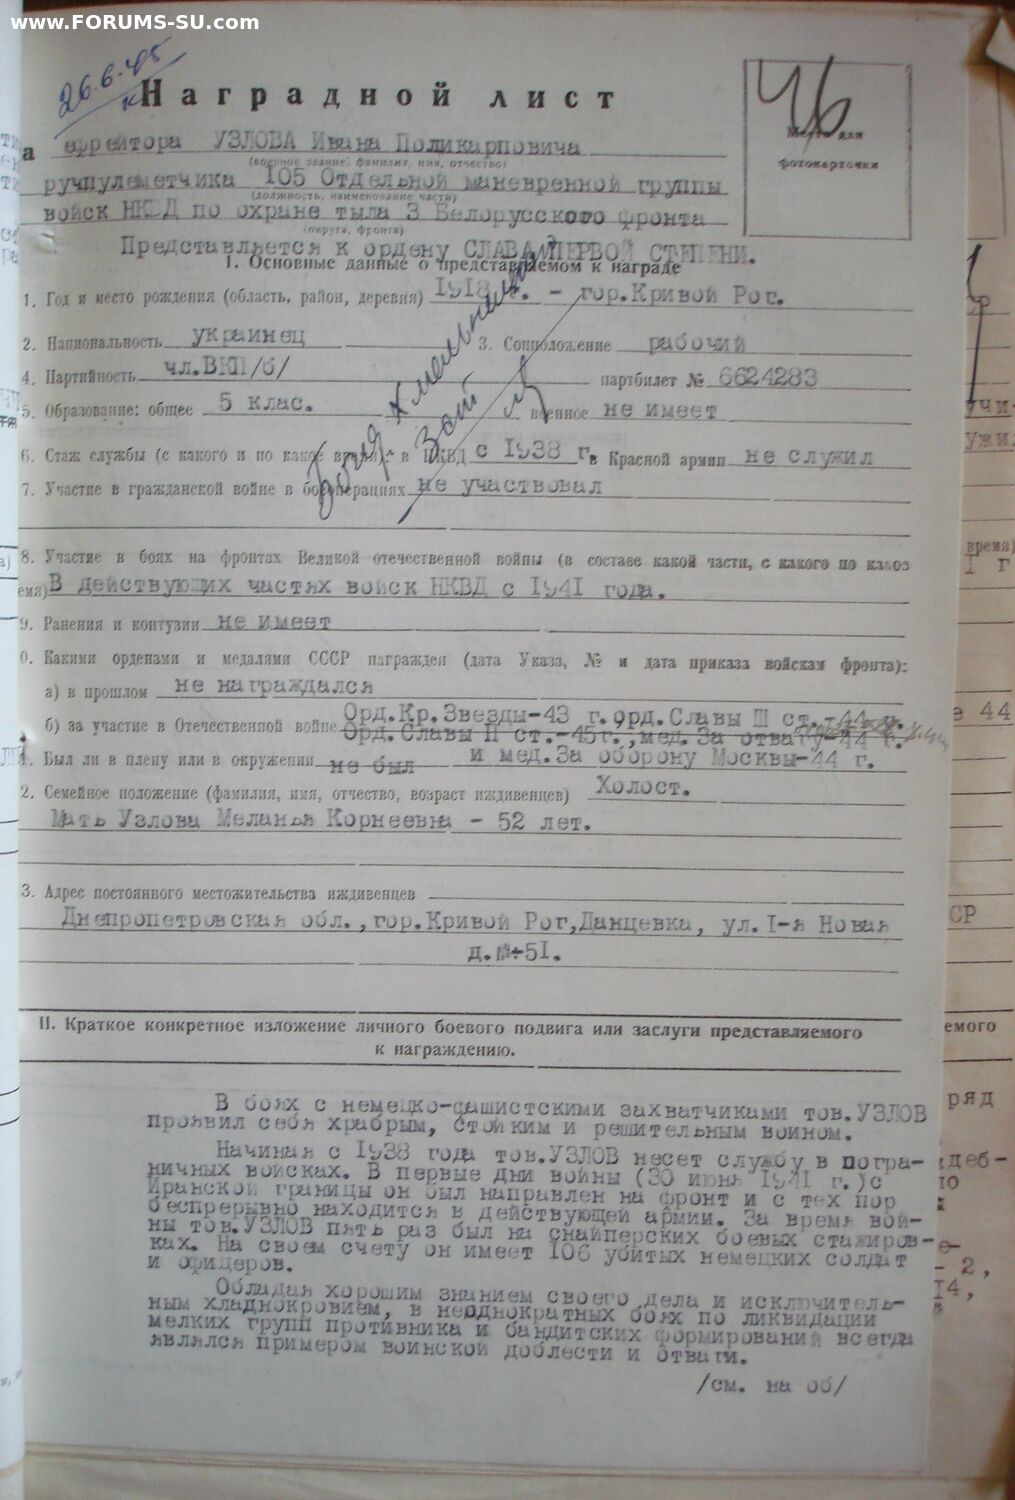 www.FORUMS-SU.com
26.6.45
Наградной лист
46
Место для
фотокарточки
а ефрейтора УЗЛОВА Ивана Поликарповича
(военное звание, фамилия, имя, отчество)
ручпулеметчика 105 Отдельной маневренной группы
(должность, наименование части)
войск НКВД по охране тыла 3 Белорусского фронта
(округа, фронта)
Представляется к ордену СЛАВА ПЕРВОЙ СТЕПЕНИ.
I. Основные данные о представляемом к награде
1. Год и место рождения (область, район, деревня) 1918 г. – гор.Кривой Рог.
2. Национальность украинец 3. Соцположение рабочий
4. Партийность чл.ВКП/б/ партбилет № 6624283
5. Образование: общее 5 клас. военное не имеет
6. Стаж службы (с какого и по какое время): в НКВД с 1938 г. в Красной армии не служил
7. Участие в гражданской войне в боеоперациях не участвовал
Богдан Хмельницкий
8. Участие в боях на фронтах Великой отечественной войны (в составе какой части, с какого по какое
емя) В действующих частях войск НКВД с 1941 года.
9. Ранения и контузии не имеет
0. Какими орденами и медалями СССР награжден (дата Указа, № и дата приказа войскам фронта):
а) в прошлом не награждался
б) за участие в Отечественной войне Орд.Кр.Звезды-43 г.орд.Славы III ст.-44 г.
Орд.Славы II ст.-45г.,мед.За отвагу-44 г.
1. Был ли в плену или в окружении не был и мед.За оборону Москвы-44 г.
2. Семейное положение (фамилия, имя, отчество, возраст иждивенцев) Холост.
Мать Узлова Меланья Корнеевна – 52 лет.
3. Адрес постоянного местожительства иждивенцев
Днепропетровская обл.,гор.Кривой Рог,Данцевка, ул.I-я Новая
д.№-51.
II. Краткое конкретное изложение личного боевого подвига или заслуги представляемого
к награждению.
В боях с немецко-фашистскими захватчиками тов.УЗЛОВ
проявил себя храбрым, стойким и решительным воином.
Начиная с 1938 года тов.УЗЛОВ несет службу в погра-
ничных войсках. В первые дни войны (30 июня 1941 г.)с
Иранской границы он был направлен на фронт и с тех пор
беспрерывно находится в действующей армии. За время вой-
ны тов.УЗЛОВ пять раз был на снайперских боевых стажиров-
ках. На своем счету он имеет 106 убитых немецких солдат
и офицеров.
Обладая хорошим знанием своего дела и исключитель-
ным хладнокровием, в неоднократных боях по ликвидации
мелких групп противника и бандитских формирований всегда
являлся примером воинской доблести и отваги.
/см. на об/